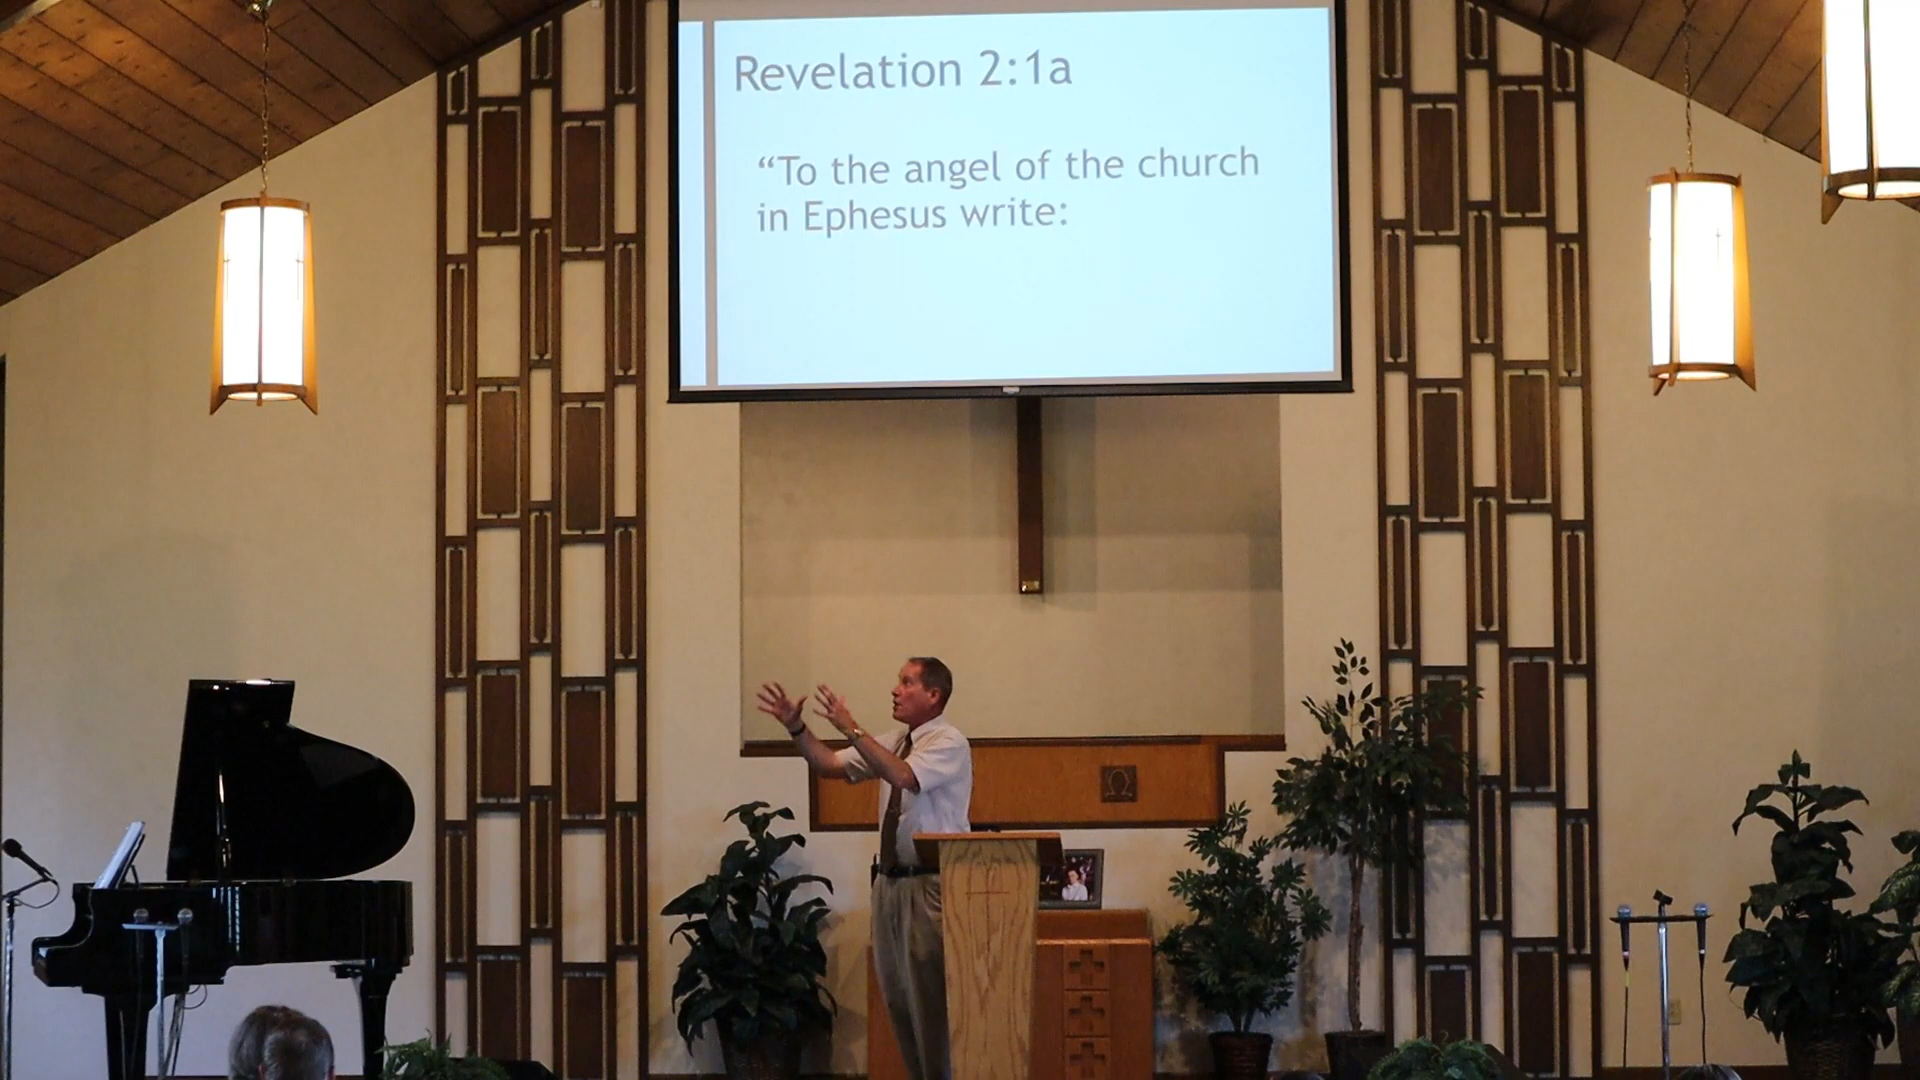 Revelation 2:1a
“To the angel of the church
in Ephesus write:
Ω